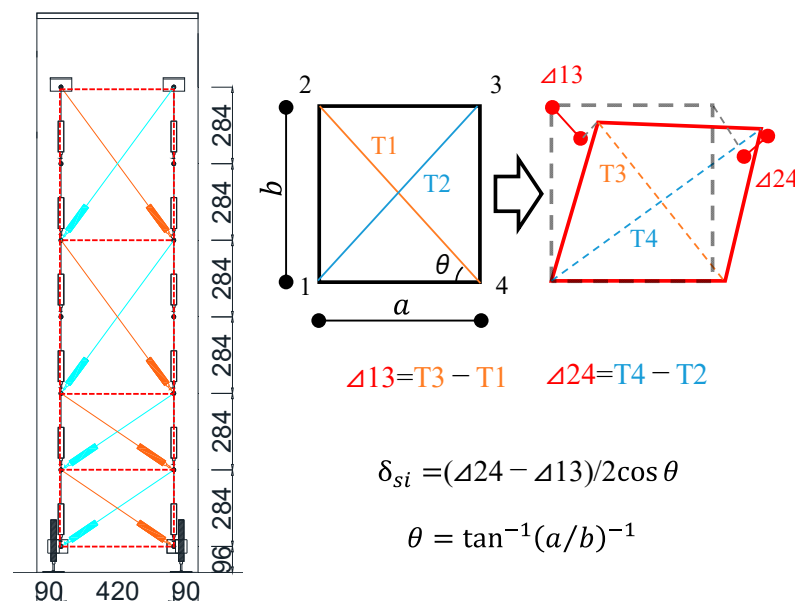 284
284
284
284
284
284
96
90 420 90
2 3
T1
T2
b
θ
1 4
a
⊿13
T3
⊿24
T4
⊿13=T3 − T1
⊿24=T4 − T2
δsi =(⊿24 − ⊿13)/2cos θ
θ = tan⁻¹(a/b)⁻¹